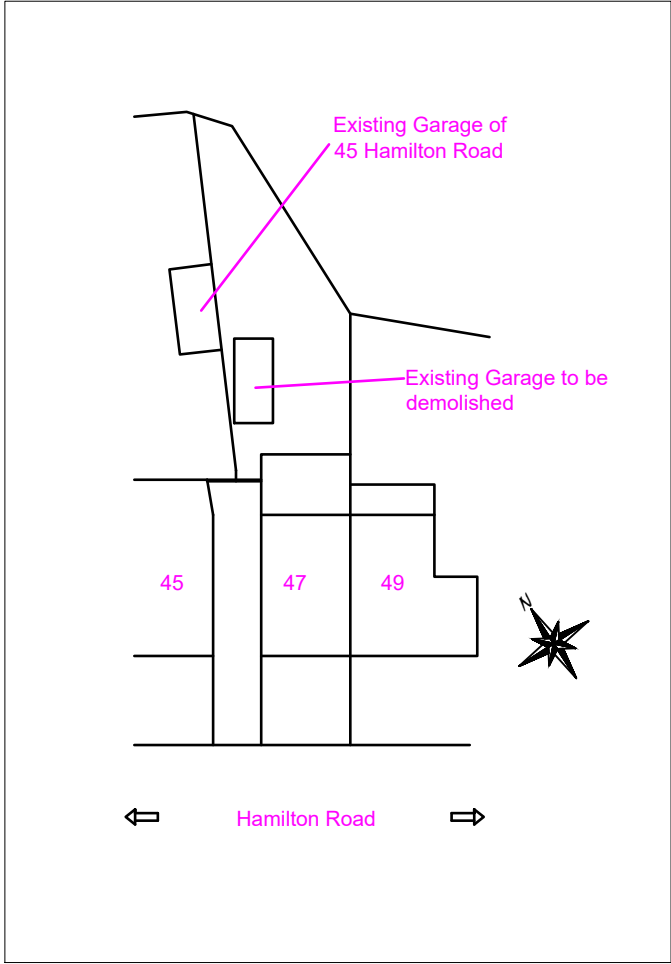 Existing Garage of
45 Hamilton Road
Existing Garage to be
demolished
45
47
49
N
Hamilton Road